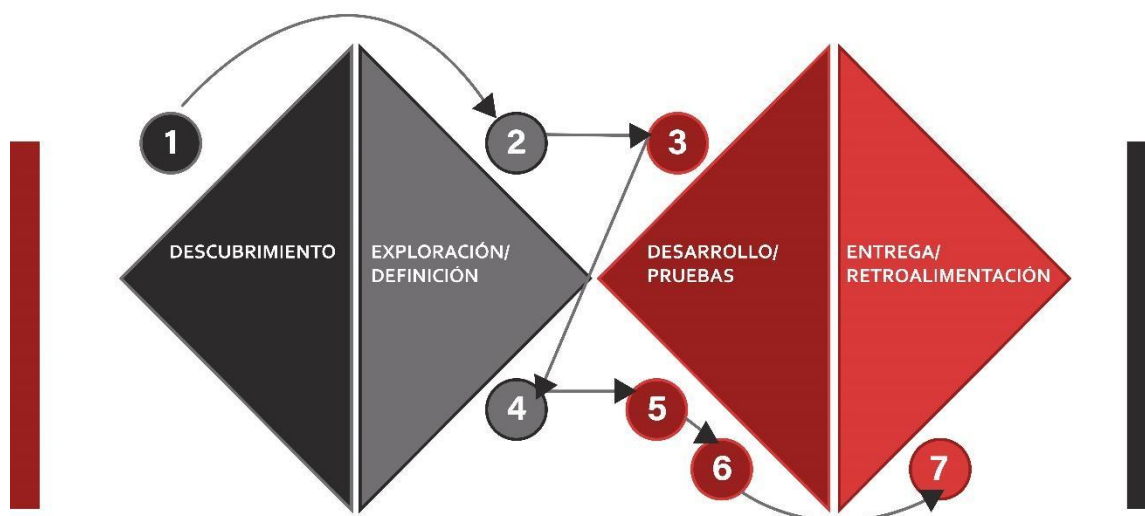 1
2
3
DESCUBRIMIENTO
EXPLORACIÓN/
DEFINICIÓN
DESARROLLO/
PRUEBAS
ENTREGA/
RETROALIMENTACIÓN
4
5
6
7